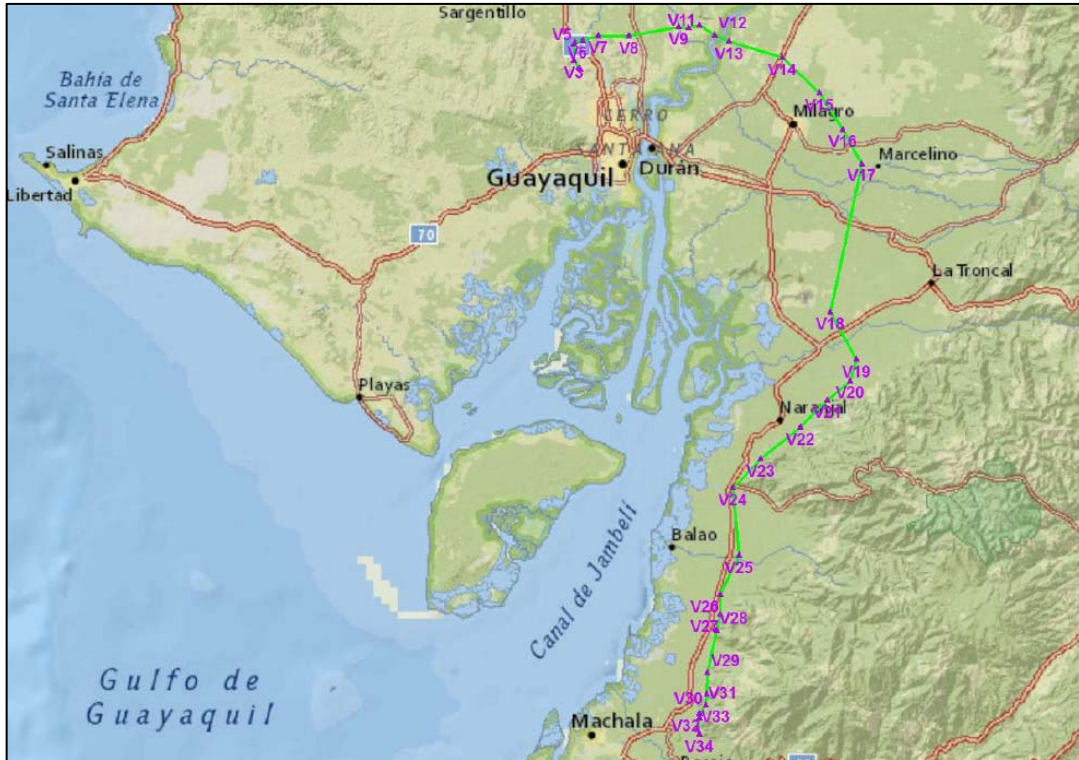 Sargentillo
V11
V12
V5
V9
V6
V7
V8
V13
V3
V14
Bahía de
Santa Elena
V15
CERRO
SANTA ANA
Milagro
V16
Salinas
Libertad
Guayaquil
Durán
V17
Marcelino
70
La Troncal
V18
V19
Playas
V20
V21
Naranjal
V22
V23
V24
Balao
V25
Canal de Jambelí
V26
V28
V27
V29
Gulfo de
Guayaquil
V30
V31
Machala
V32
V33
V34